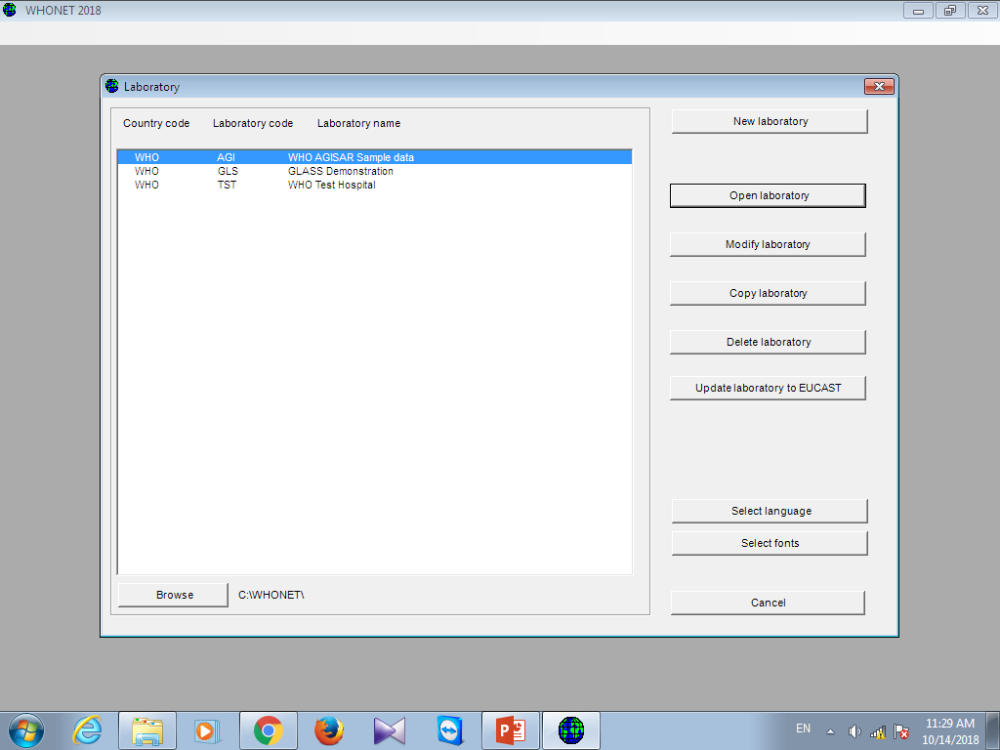 WHONET 2018
Laboratory
Country code Laboratory code Laboratory name
WHO AGI WHO AGISAR Sample data
WHO GLS GLASS Demonstration
WHO TST WHO Test Hospital
New laboratory
Open laboratory
Modify laboratory
Copy laboratory
Delete laboratory
Update laboratory to EUCAST
Select language
Select fonts
Browse C:\WHONET\
Cancel
EN
11:29 AM
10/14/2018